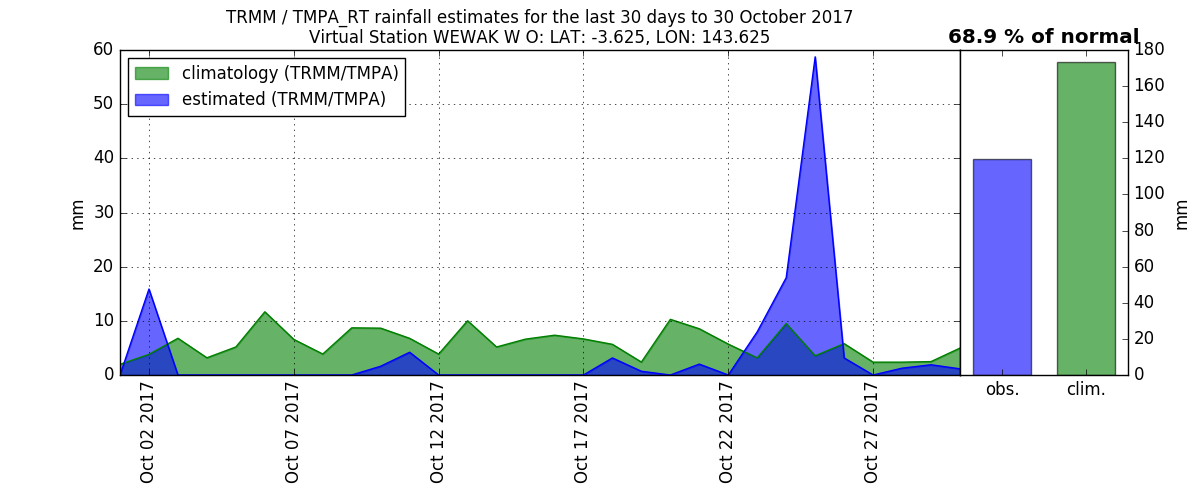 TRMM / TMPA_RT rainfall estimates for the last 30 days to 30 October 2017
Virtual Station WEWAK W O: LAT: -3.625, LON: 143.625
68.9 % of normal
climatology (TRMM/TMPA)
estimated (TRMM/TMPA)
60
50
40
30
20
10
0
mm
Oct 02 2017
Oct 07 2017
Oct 12 2017
Oct 17 2017
Oct 22 2017
Oct 27 2017
obs.
clim.
180
160
140
120
100
80
60
40
20
0
mm